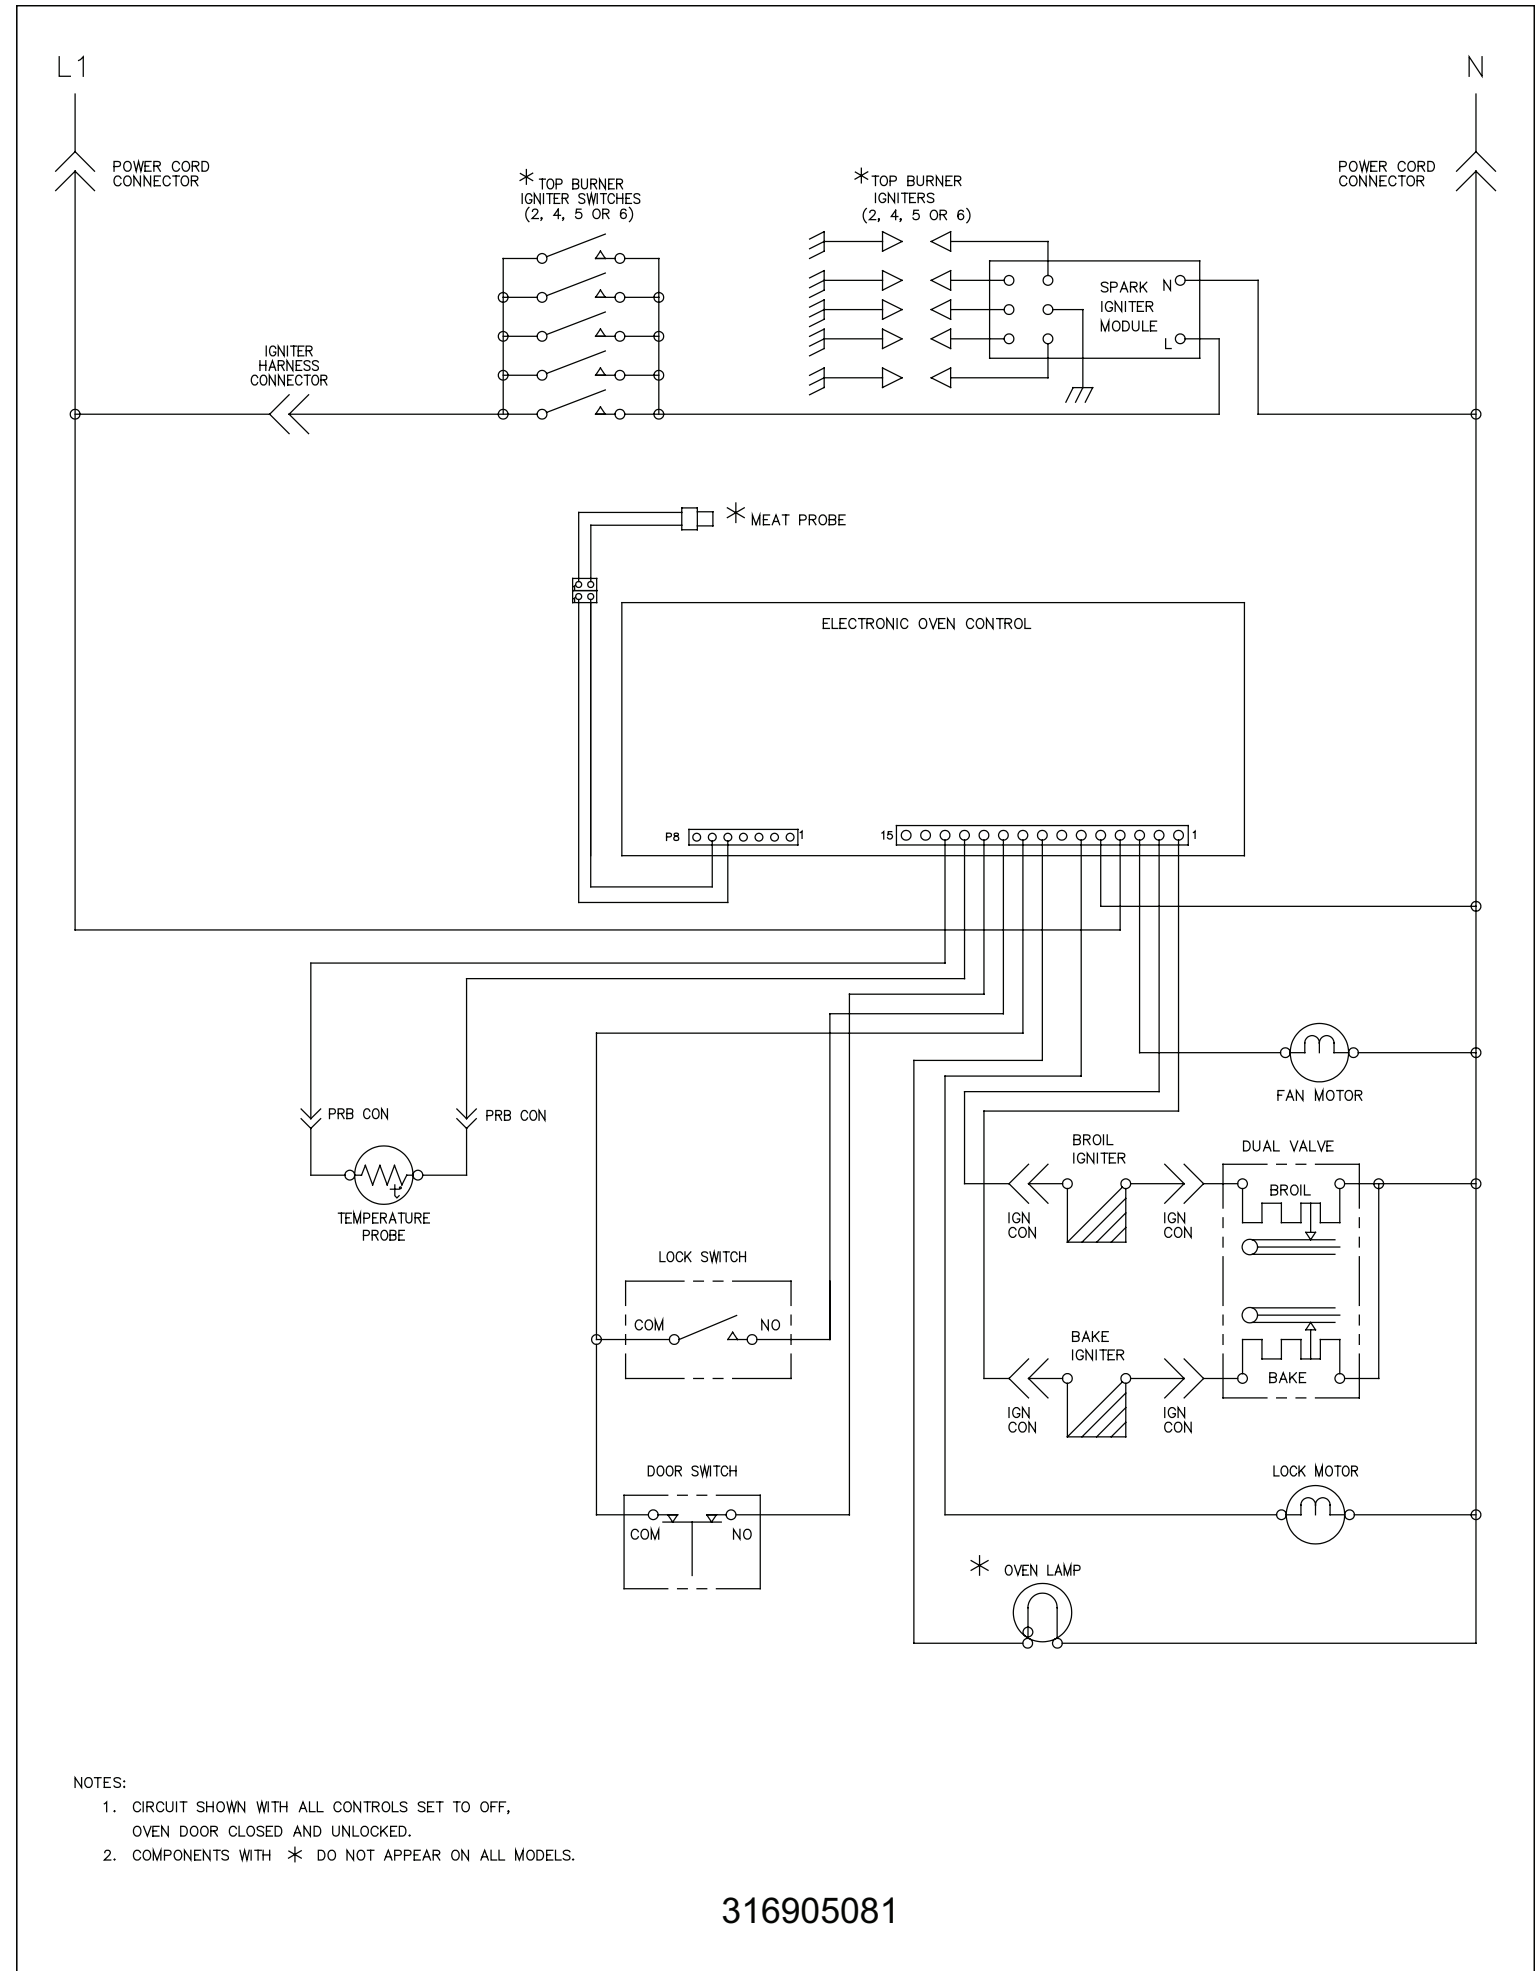 L1
N
POWER CORD
CONNECTOR
POWER CORD
CONNECTOR
* TOP BURNER
IGNITER SWITCHES
(2, 4, 5 OR 6)
* TOP BURNER
IGNITERS
(2, 4, 5 OR 6)
SPARK
IGNITER
MODULE
N
L
IGNITER
HARNESS
CONNECTOR
* MEAT PROBE
ELECTRONIC OVEN CONTROL
P8
1
15
1
FAN MOTOR
PRB CON
PRB CON
t°
TEMPERATURE
PROBE
BROIL
IGNITER
DUAL VALVE
BROIL
IGN
CON
IGN
CON
LOCK SWITCH
COM
NO
BAKE
IGNITER
BAKE
IGN
CON
IGN
CON
DOOR SWITCH
COM
NO
LOCK MOTOR
* OVEN LAMP
NOTES:
1. CIRCUIT SHOWN WITH ALL CONTROLS SET TO OFF,
OVEN DOOR CLOSED AND UNLOCKED.
2. COMPONENTS WITH * DO NOT APPEAR ON ALL MODELS.
316905081